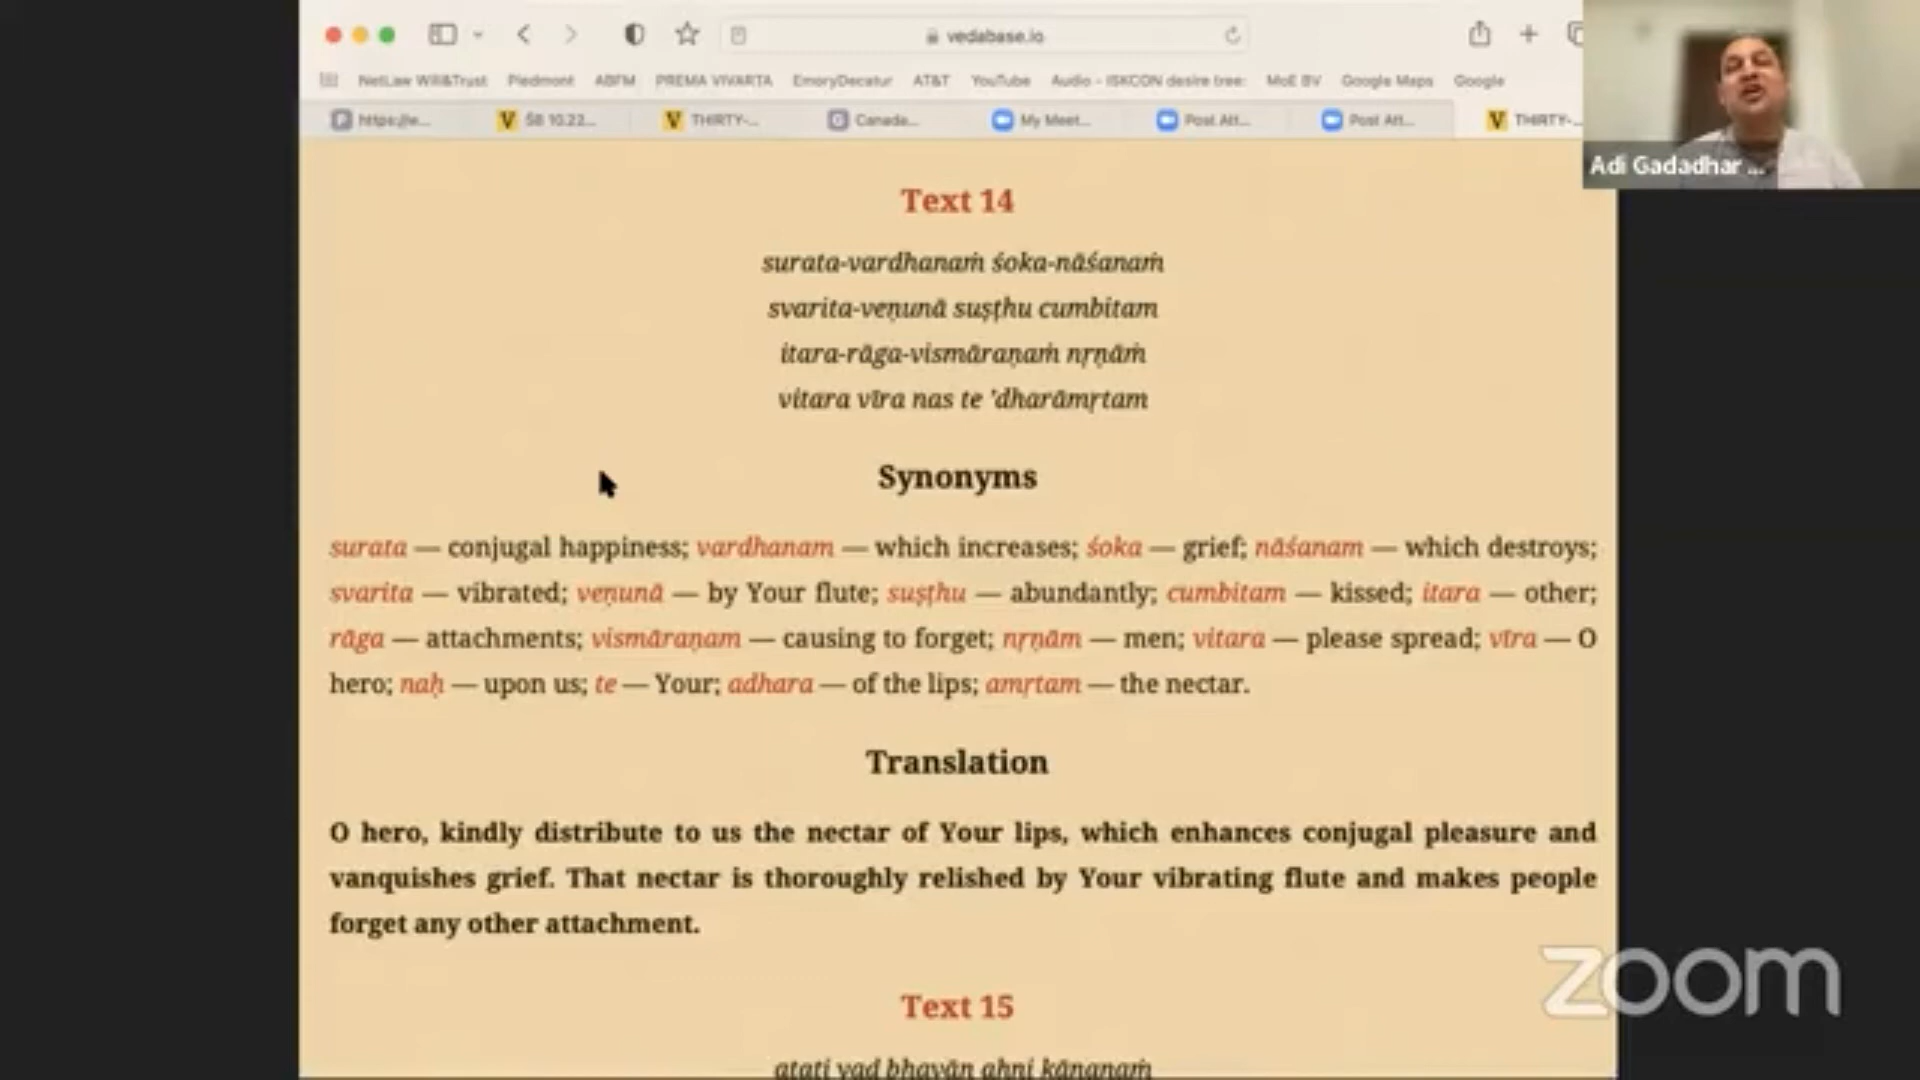 vedabase.io
NetLaw Will&Trust Piedmont ABFM PREMA VIVARTA EmoryDecatur AT&T YouTube Audio - ISKCON desire tree: MoE BV Google Maps Google
https://e... SB 10.22... THIRTY-... Canada... My Meet... Post Att... Post Att... THIRTY-...
Adi Gadadhar ...
Text 14
surata-vardhanaṁ śoka-nāśanaṁ
svarita-veṇunā suṣṭhu cumbitam
itara-rāga-vismāraṇaṁ nṛṇāṁ
vitara vīra nas te 'dharāmṛtam
Synonyms
surata — conjugal happiness; vardhanam — which increases; śoka — grief; nāśanam — which destroys;
svarita — vibrated; veṇunā — by Your flute; suṣṭhu — abundantly; cumbitam — kissed; itara — other;
rāga — attachments; vismāraṇam — causing to forget; nṛṇām — men; vitara — please spread; vīra — O
hero; naḥ — upon us; te — Your; adhara — of the lips; amṛtam — the nectar.
Translation
O hero, kindly distribute to us the nectar of Your lips, which enhances conjugal pleasure and
vanquishes grief. That nectar is thoroughly relished by Your vibrating flute and makes people
forget any other attachment.
zoom
Text 15
aṭati yad bhavān ahni kānanaṁ